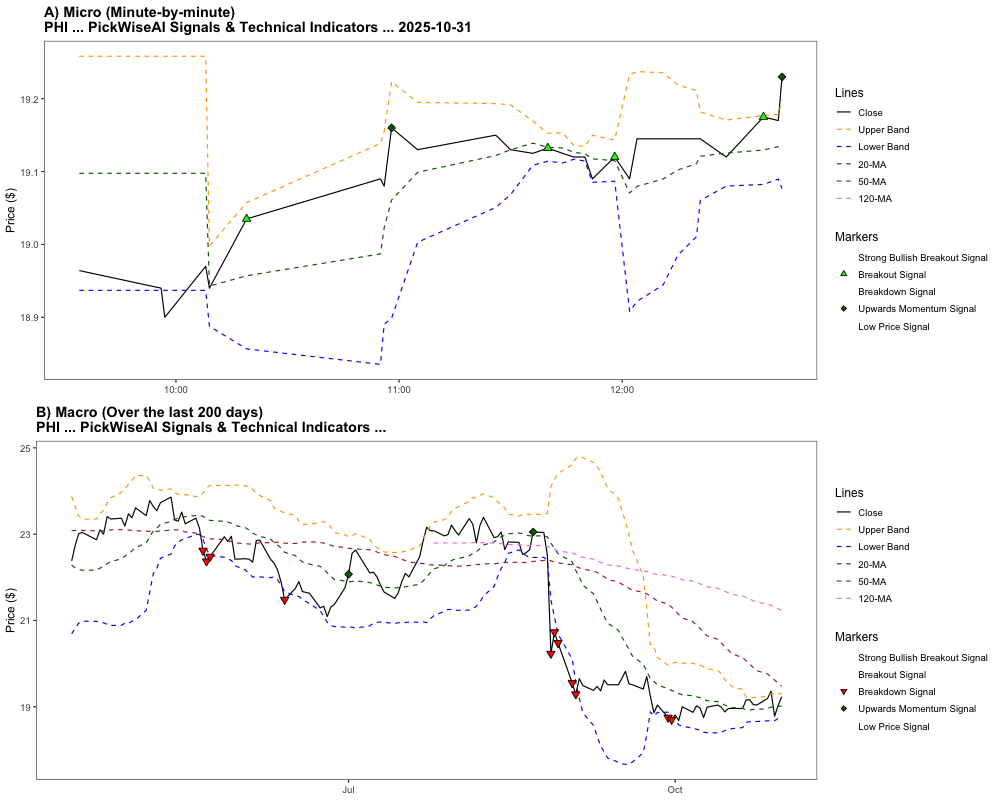 A) Micro (Minute-by-minute)
PHI ... PickWiseAI Signals & Technical Indicators ... 2025-10-31
Price ($)
19.2
19.1
19.0
18.9
10:00
11:00
12:00
Lines
Close
Upper Band
Lower Band
20-MA
50-MA
120-MA
Markers
Strong Bullish Breakout Signal
Breakout Signal
Breakdown Signal
Upwards Momentum Signal
Low Price Signal
B) Macro (Over the last 200 days)
PHI ... PickWiseAI Signals & Technical Indicators ...
Price ($)
25
23
21
19
Jul
Oct
Lines
Close
Upper Band
Lower Band
20-MA
50-MA
120-MA
Markers
Strong Bullish Breakout Signal
Breakout Signal
Breakdown Signal
Upwards Momentum Signal
Low Price Signal